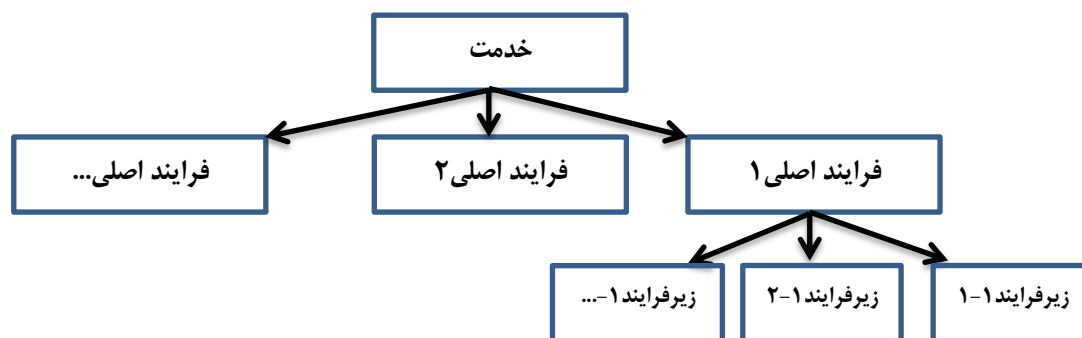 خدمت
فرایند اصلی۱
فرایند اصلی۲
فرایند اصلی...
زیرفرایند۱-۱
زیرفرایند۱-۲
زیرفرایند۱-...